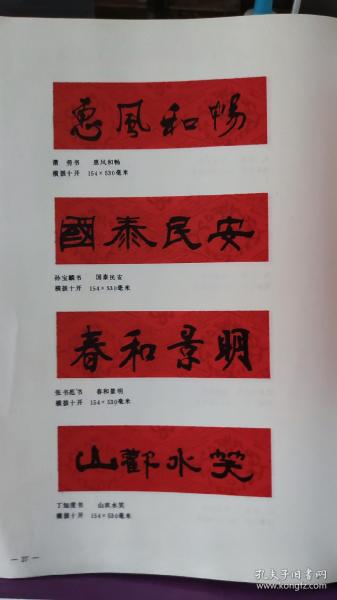 惠風和暢
萧 劳书 惠风和畅
横披十开 154×530毫米
國泰民安
孙宝麟书 国泰民安
横披十开 154×530毫米
春和景明
张书范书 春和景明
横披十开 154×530毫米
山歡水笑
书 山欢水笑
横披十开 154×530毫米
— 37 —
孔夫子旧书网